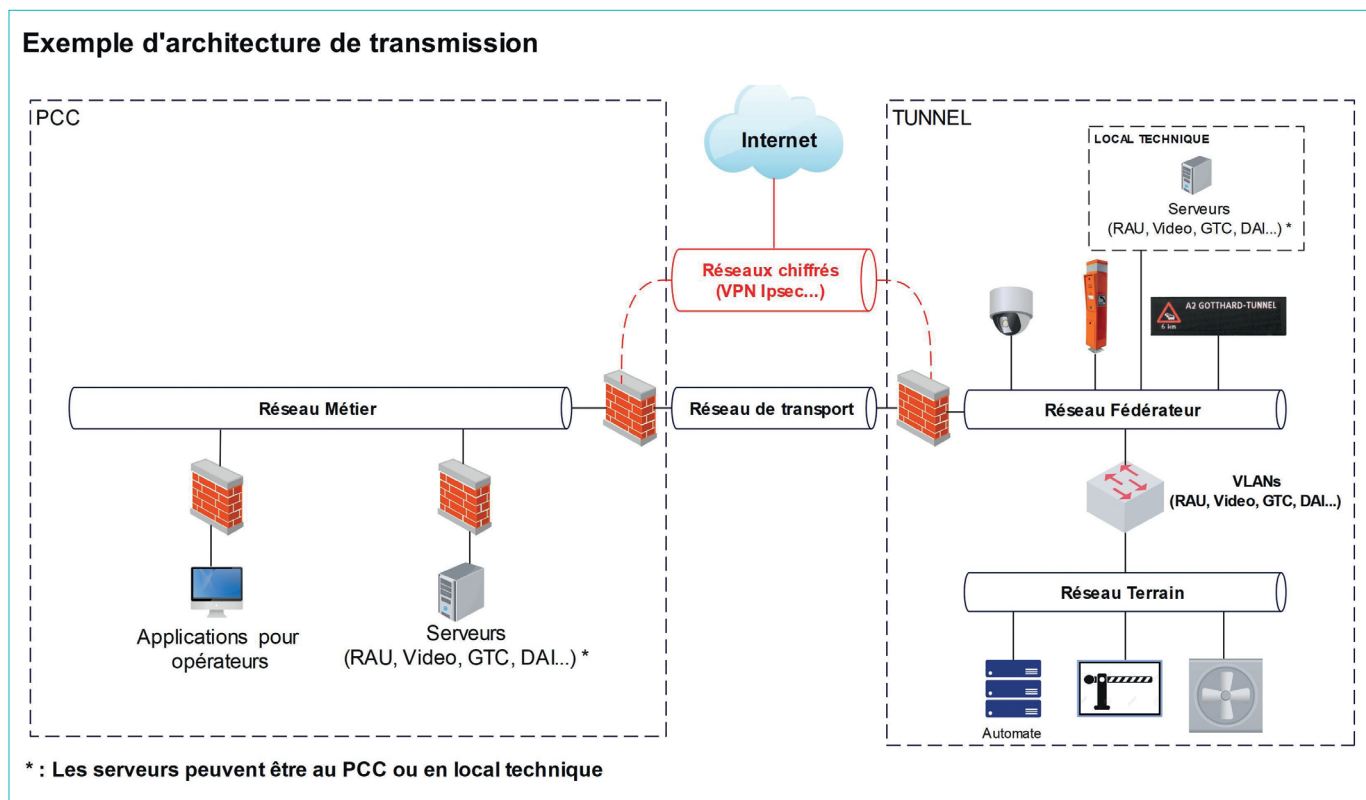 Exemple d'architecture de transmission
PCC
Internet
TUNNEL
LOCAL TECHNIQUE
Serveurs
(RAU, Video, GTC, DAI...) *
Réseaux chiffrés
(VPN Ipsec...)
A2 GOTTHARD-TUNNEL
6 km
Réseau Métier
Réseau de transport
Réseau Fédérateur
VLANs
(RAU, Video, GTC, DAI...)
Réseau Terrain
Applications pour
opérateurs
Serveurs
(RAU, Video, GTC, DAI...) *
Automate
* : Les serveurs peuvent être au PCC ou en local technique